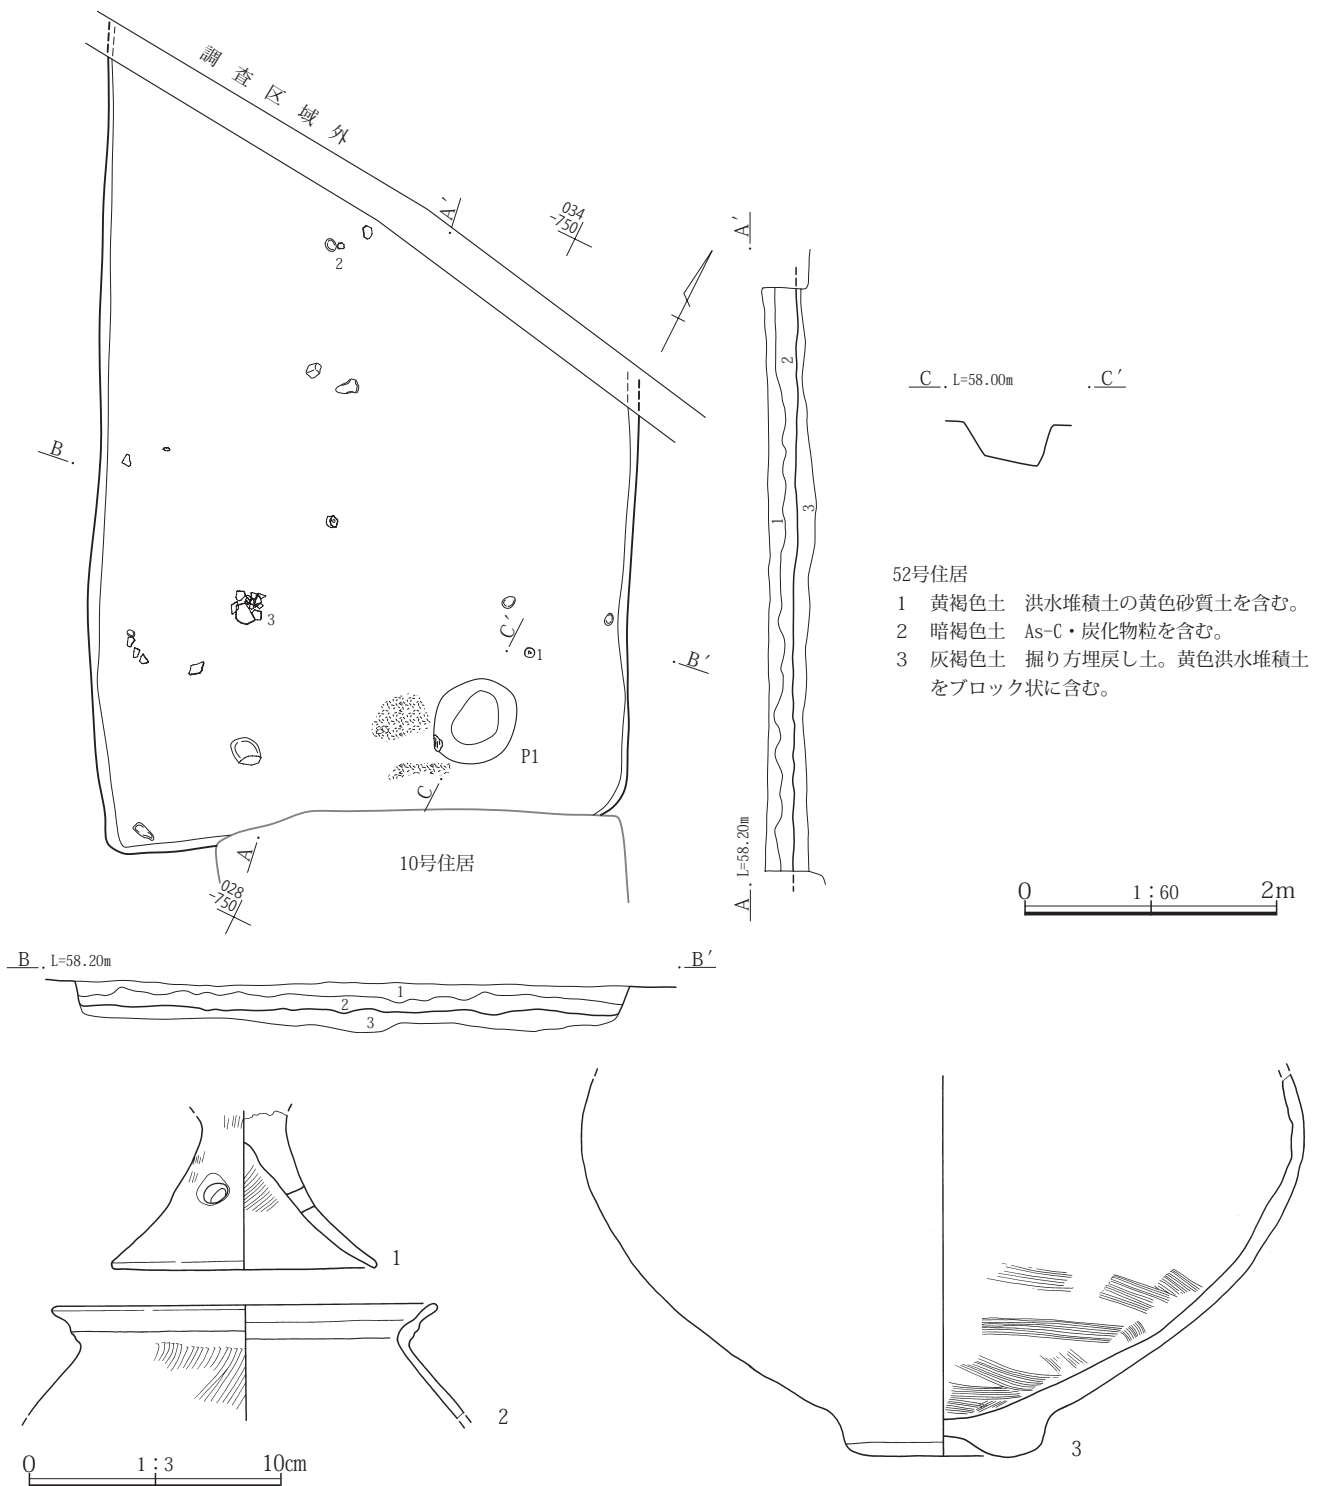 調査区域外
A′
034
-750
A′
2
2
C L=58.00m C′
B
1
3
3
C′
1
B′
52号住居
1 黄褐色土 洪水堆積土の黄色砂質土を含む。
2 暗褐色土 As-C・炭化物粒を含む。
3 灰褐色土 掘り方埋戻し土。黄色洪水堆積土
をブロック状に含む。
P1
C
A
10号住居
028
-750
A L=58.20m
0 1:60 2m
B L=58.20m B′
1
2
3
1
2
3
0 1:3 10cm